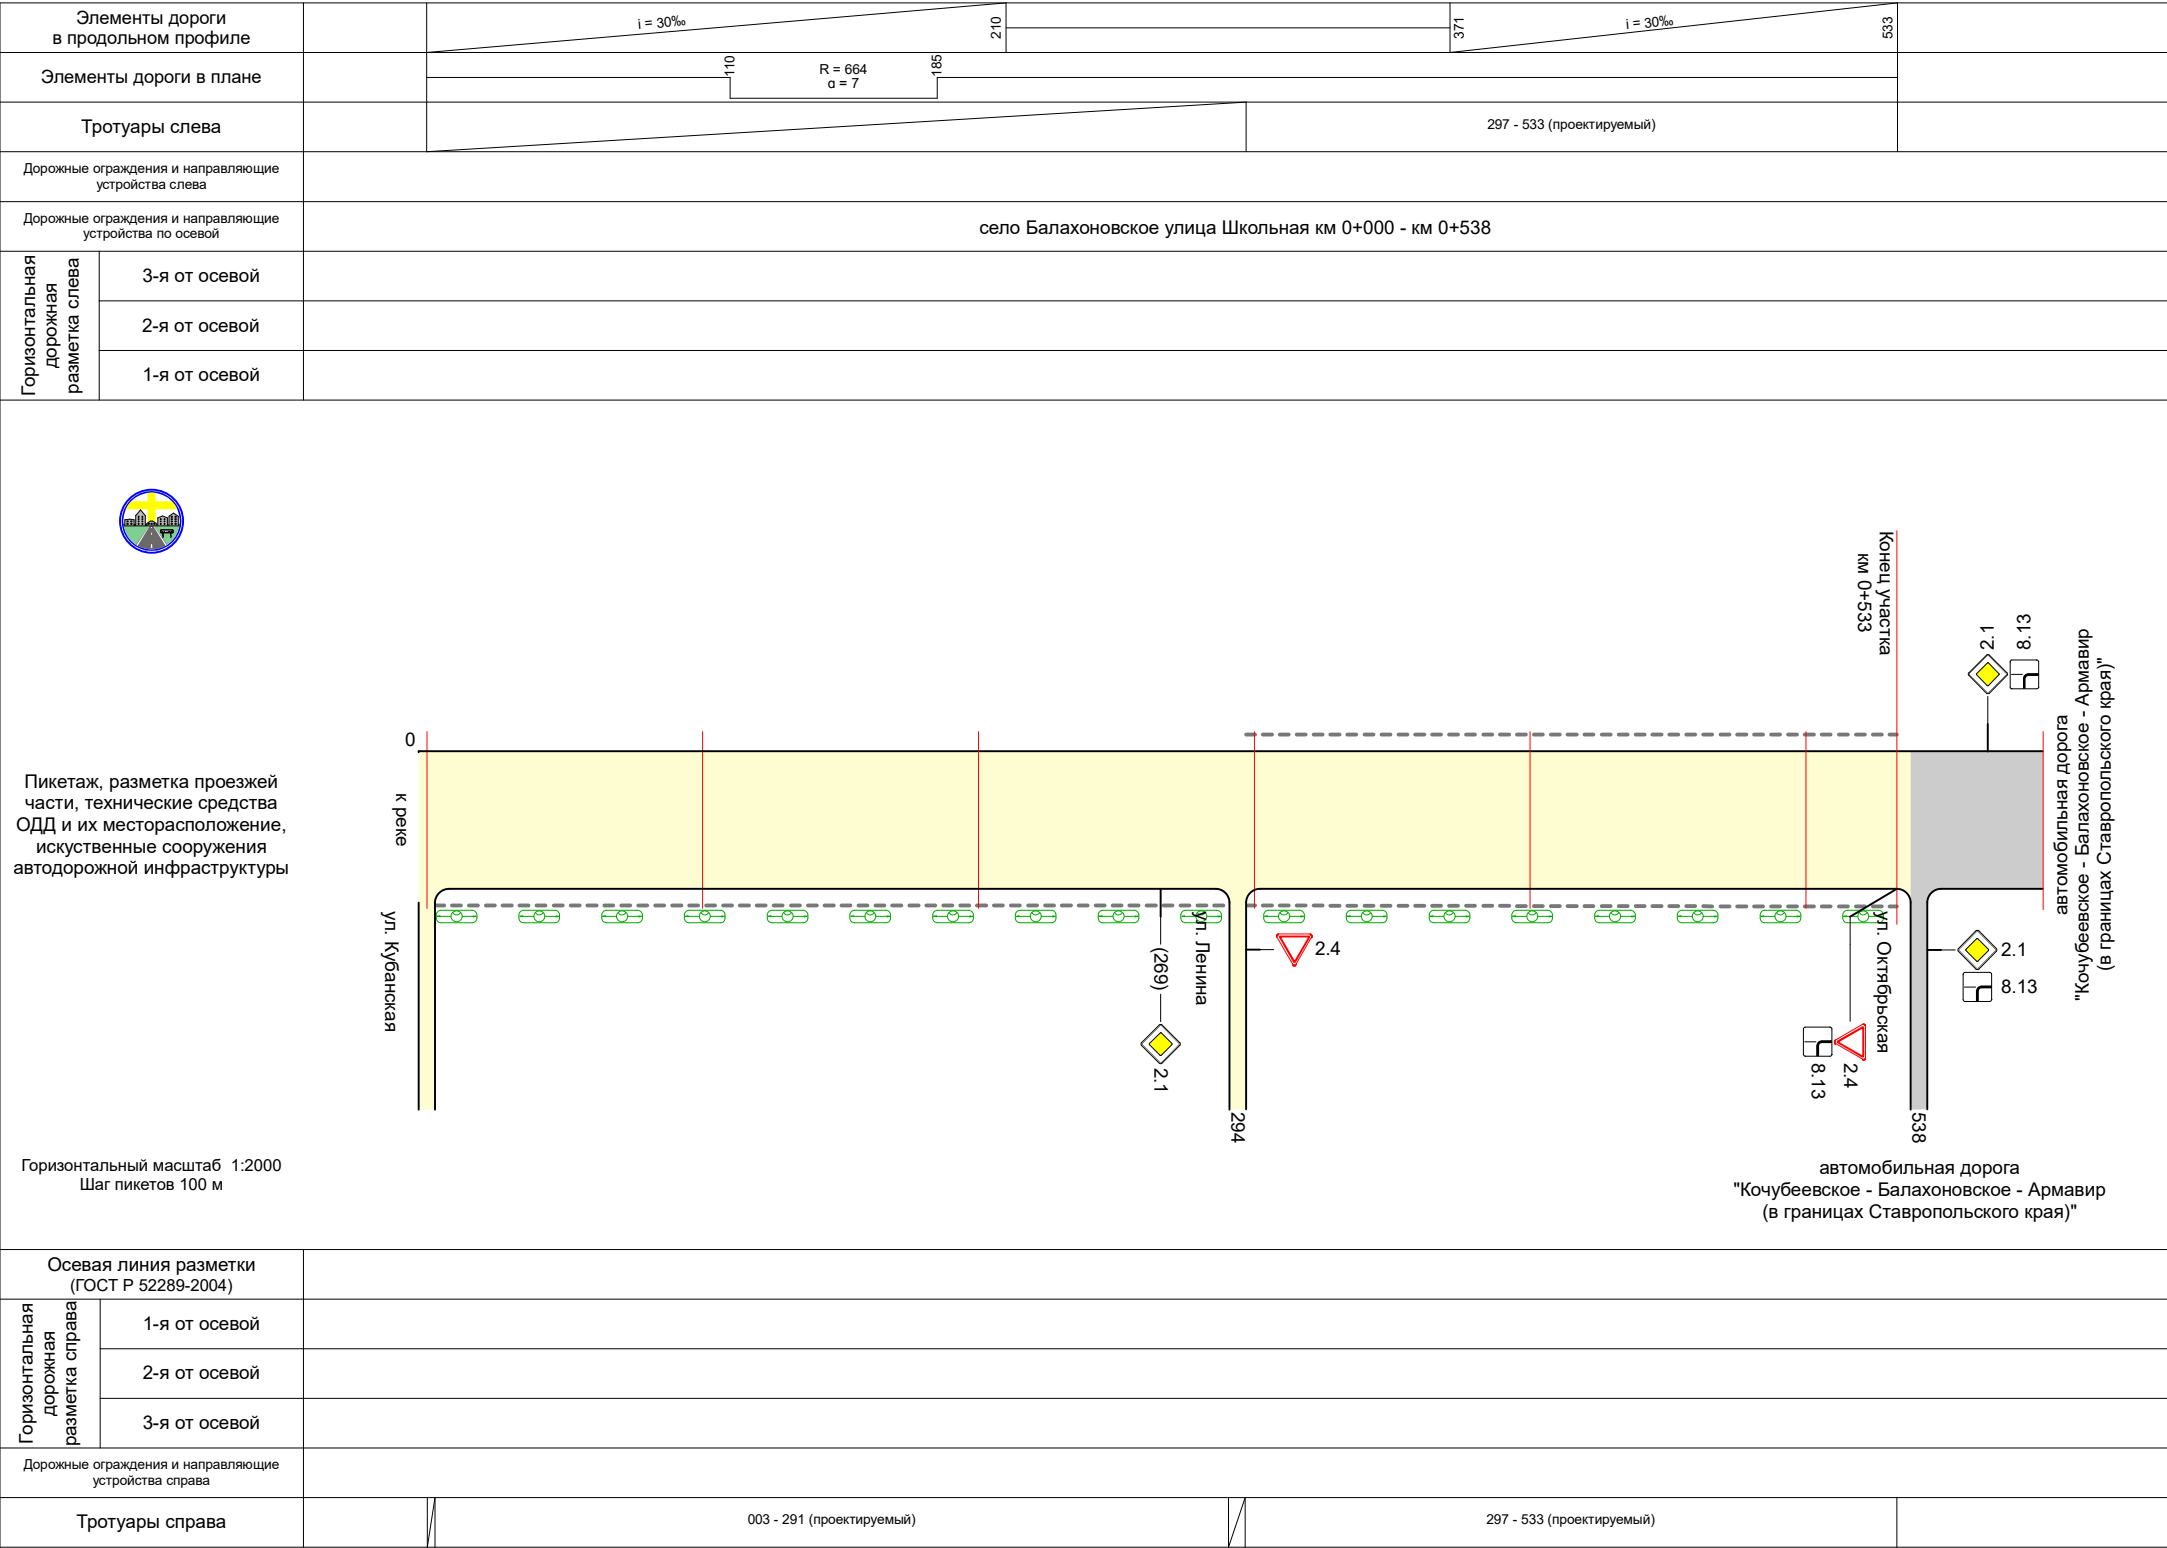 Элементы дороги
в продольном профиле
i = 30‰
210
371
i = 30‰
533
Элементы дороги в плане
110
R = 664
α = 7
185
Тротуары слева
297 - 533 (проектируемый)
Дорожные ограждения и направляющие
устройства слева
Дорожные ограждения и направляющие
устройства по осевой
село Балахоновское улица Школьная км 0+000 - км 0+538
Горизонтальная
дорожная
разметка слева
3-я от осевой
2-я от осевой
1-я от осевой
Конец участка
км 0+533
2.1
8.13
автомобильная дорога
"Кочубеевское - Балахоновское - Армавир
(в границах Ставропольского края)"
0
к реке
Пикетаж, разметка проезжей
части, технические средства
ОДД и их месторасположение,
искуственные сооружения
автодорожной инфраструктуры
ул. Кубанская
(269)
2.1
ул. Ленина
2.4
294
ул. Октябрьская
2.4
8.13
2.1
8.13
538
Горизонтальный масштаб 1:2000
Шаг пикетов 100 м
автомобильная дорога
"Кочубеевское - Балахоновское - Армавир
(в границах Ставропольского края)"
Осевая линия разметки
(ГОСТ Р 52289-2004)
Горизонтальная
дорожная
разметка справа
1-я от осевой
2-я от осевой
3-я от осевой
Дорожные ограждения и направляющие
устройства справа
Тротуары справа
003 - 291 (проектируемый)
297 - 533 (проектируемый)